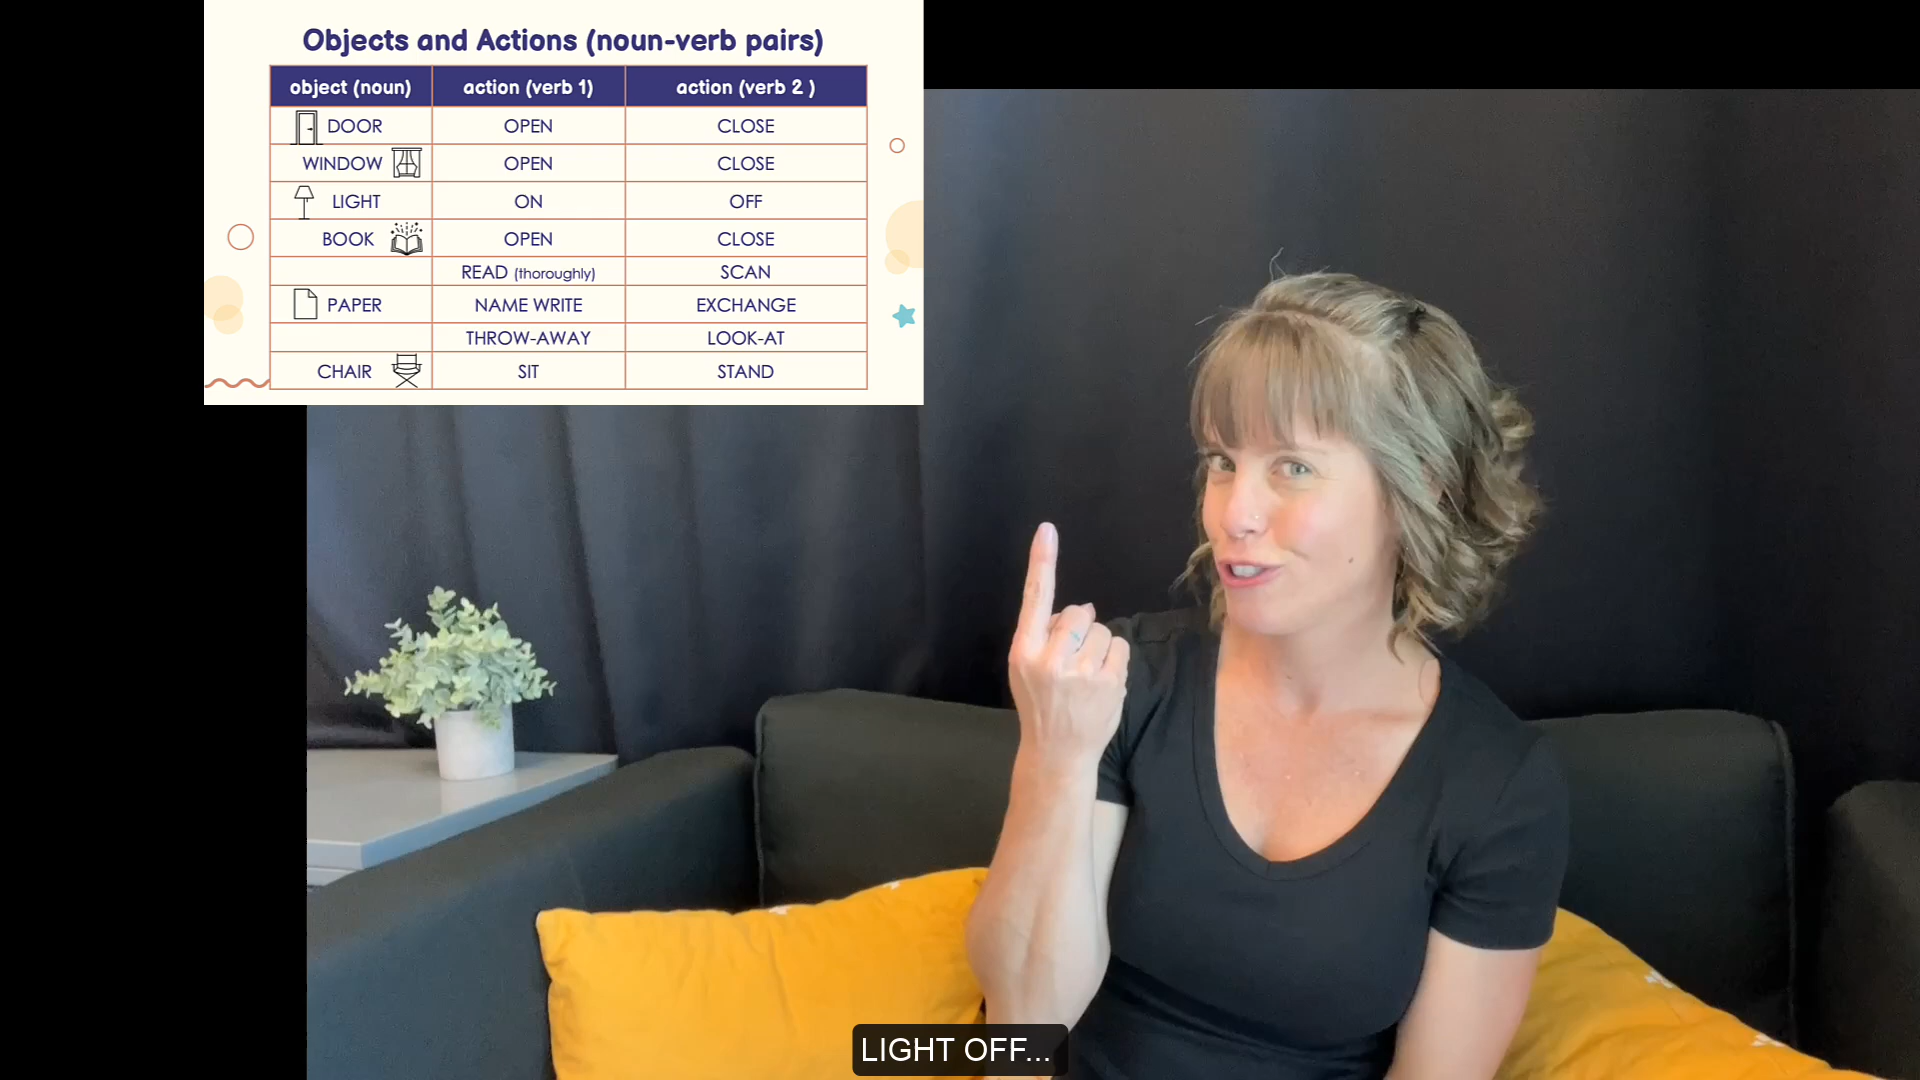 Objects and Actions (noun-verb pairs)
object (noun) action (verb 1) action (verb 2 )
DOOR OPEN CLOSE
WINDOW OPEN CLOSE
LIGHT ON OFF
BOOK OPEN CLOSE
READ (thoroughly) SCAN
PAPER NAME WRITE EXCHANGE
THROW-AWAY LOOK-AT
CHAIR SIT STAND
LIGHT OFF...